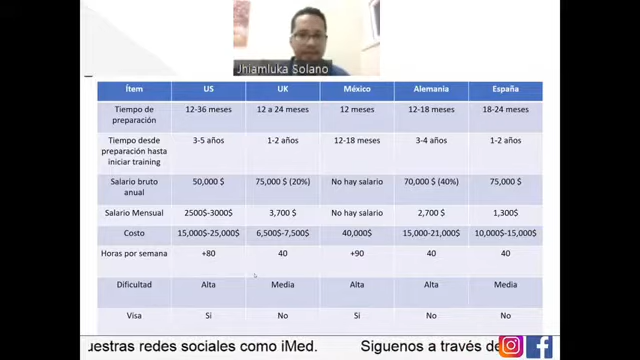 Jhiamluka Solano
Ítem US UK México Alemania España
Tiempo de preparación 12-36 meses 12 a 24 meses 12 meses 12-18 meses 18-24 meses
Tiempo desde preparación hasta iniciar training 3-5 años 1-2 años 12-18 meses 3-4 años 1-2 años
Salario bruto anual 50,000 $ 75,000 $ (20%) No hay salario 70,000 $ (40%) 75,000 $
Salario Mensual 2500$-3000$ 3,700 $ No hay salario 2,700 $ 1,300$
Costo 15,000$-25,000$ 6,500$-7,500$ 40,000$ 15,000-21,000$ 10,000$-15,000$
Horas por semana +80 40 +90 40 40
Dificultad Alta Media Alta Alta Media
Visa Si No Si No No
uestras redes sociales como iMed. Siguenos a través de